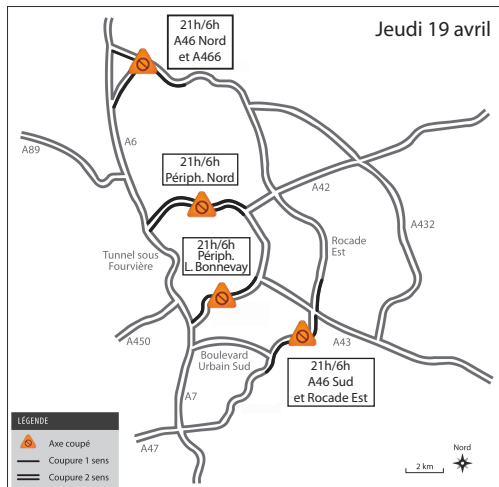 Jeudi 19 avril
21h/6h
A46 Nord
et A466
A6
A89
21h/6h
Périph. Nord
A42
A432
Tunnel sous
Fourvière
21h/6h
Périph.
L. Bonnevay
Rocade
Est
A450
Boulevard
Urbain Sud
A43
21h/6h
A46 Sud
et Rocade Est
A7
A47
LÉGENDE
Axe coupé
Coupure 1 sens
Coupure 2 sens
Nord
2 km